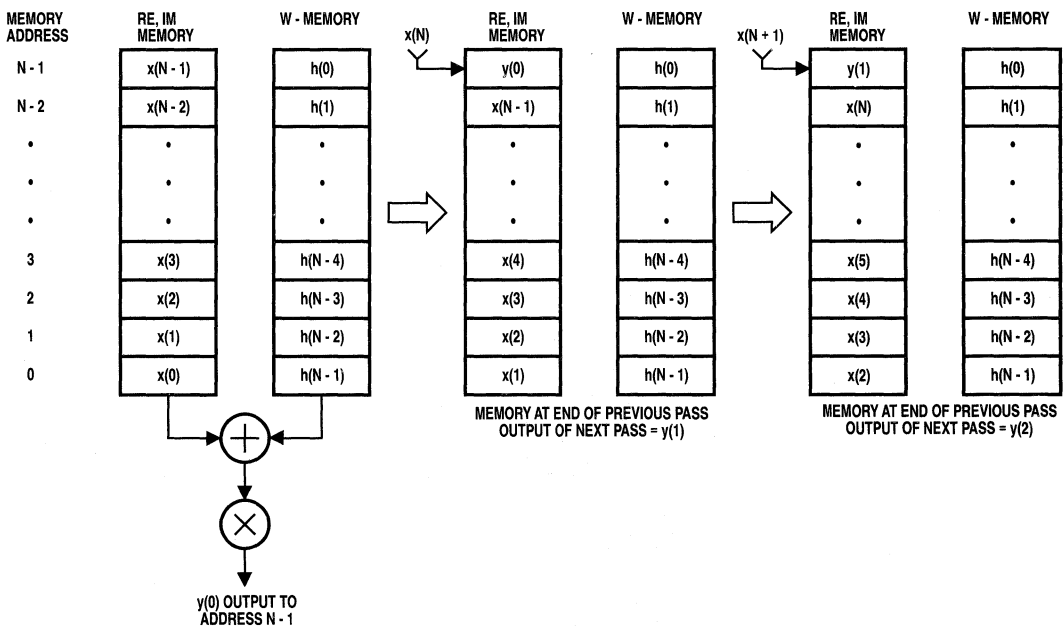 MEMORY ADDRESS
RE, IM MEMORY
W - MEMORY
x(N)
RE, IM MEMORY
W - MEMORY
x(N + 1)
RE, IM MEMORY
W - MEMORY
N - 1
x(N - 1)
h(0)
y(0)
h(0)
y(1)
h(0)
N - 2
x(N - 2)
h(1)
x(N - 1)
h(1)
x(N)
h(1)
3
x(3)
h(N - 4)
x(4)
h(N - 4)
x(5)
h(N - 4)
2
x(2)
h(N - 3)
x(3)
h(N - 3)
x(4)
h(N - 3)
1
x(1)
h(N - 2)
x(2)
h(N - 2)
x(3)
h(N - 2)
0
x(0)
h(N - 1)
x(1)
h(N - 1)
x(2)
h(N - 1)
MEMORY AT END OF PREVIOUS PASS
OUTPUT OF NEXT PASS = y(1)
MEMORY AT END OF PREVIOUS PASS
OUTPUT OF NEXT PASS = y(2)
+
×
y(0) OUTPUT TO
ADDRESS N - 1